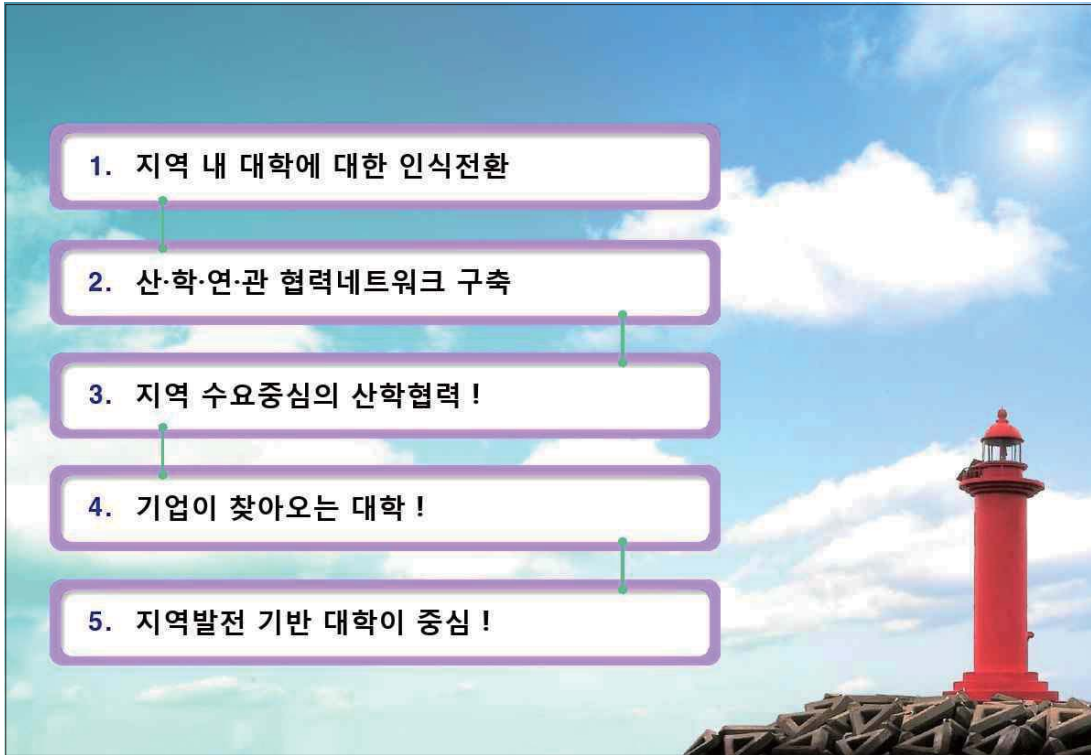 1. 지역 내 대학에 대한 인식전환
2. 산·학·연·관 협력네트워크 구축
3. 지역 수요중심의 산학협력 !
4. 기업이 찾아오는 대학 !
5. 지역발전 기반 대학이 중심 !